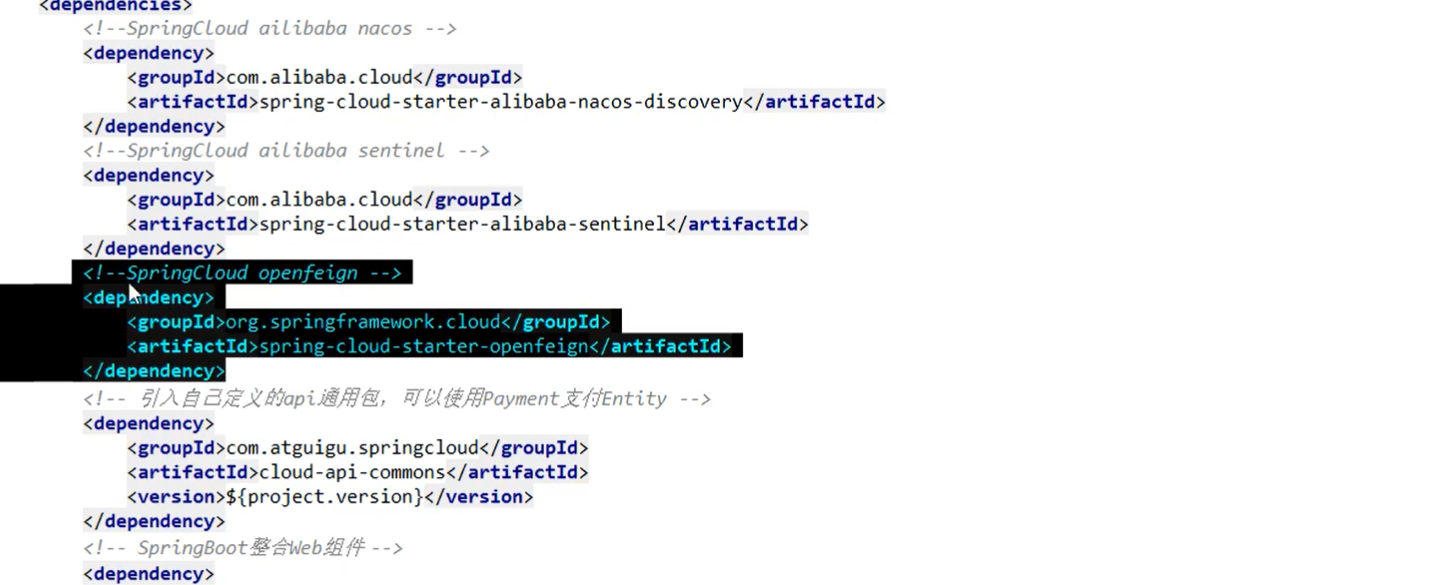 <dependencies>
<!--SpringCloud ailibaba nacos -->
<dependency>
<groupId>com.alibaba.cloud</groupId>
<artifactId>spring-cloud-starter-alibaba-nacos-discovery</artifactId>
</dependency>
<!--SpringCloud ailibaba sentinel -->
<dependency>
<groupId>com.alibaba.cloud</groupId>
<artifactId>spring-cloud-starter-alibaba-sentinel</artifactId>
</dependency>
<!--SpringCloud openfeign -->
<dependency>
<groupId>org.springframework.cloud</groupId>
<artifactId>spring-cloud-starter-openfeign</artifactId>
</dependency>
<!-- 引入自己定义的api通用包，可以使用Payment支付Entity -->
<dependency>
<groupId>com.atguigu.springcloud</groupId>
<artifactId>cloud-api-commons</artifactId>
<version>${project.version}</version>
</dependency>
<!-- SpringBoot整合Web组件 -->
<dependency>